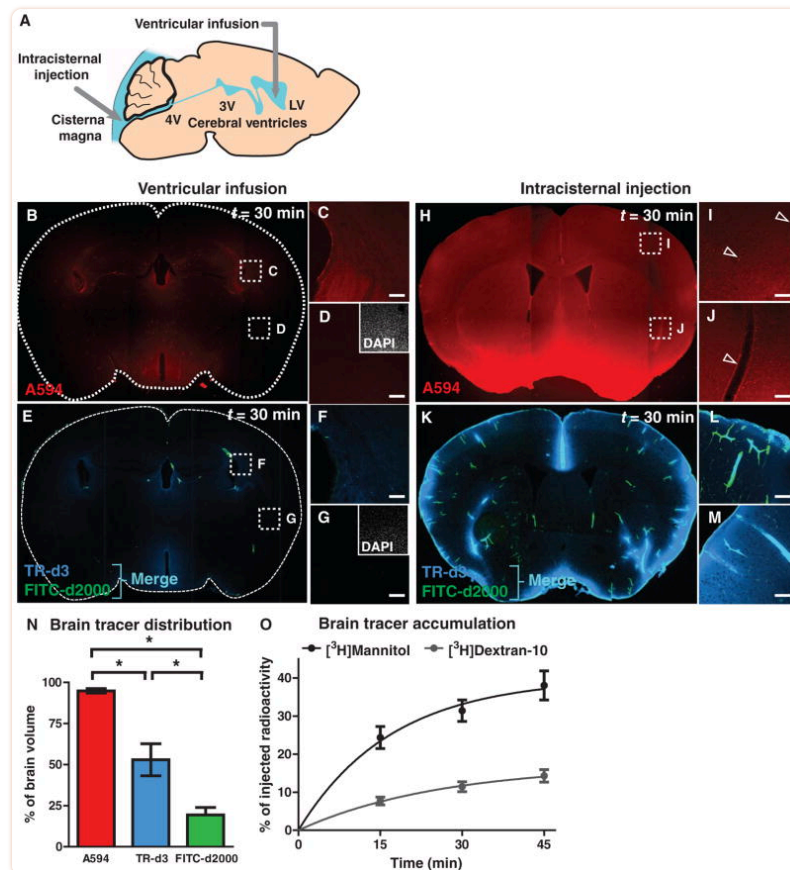 A
Ventricular infusion
Intracisternal
injection
Cisterna
magna
4V
3V
LV
Cerebral ventricles
Ventricular infusion
Intracisternal injection
B
t = 30 min
C
D
A594
C
D
DAPI
H
t = 30 min
I
J
A594
I
J
E
t = 30 min
F
G
TR-d3
FITC-d2000
Merge
F
G
DAPI
K
t = 30 min
TR-d3
FITC-d2000
Merge
L
M
N Brain tracer distribution
*
* *
% of brain volume
100
75
50
25
0
A594 TR-d3 FITC-d2000
O Brain tracer accumulation
[³H]Mannitol [³H]Dextran-10
% of injected radioactivity
40
30
20
10
0
0 15 30 45
Time (min)